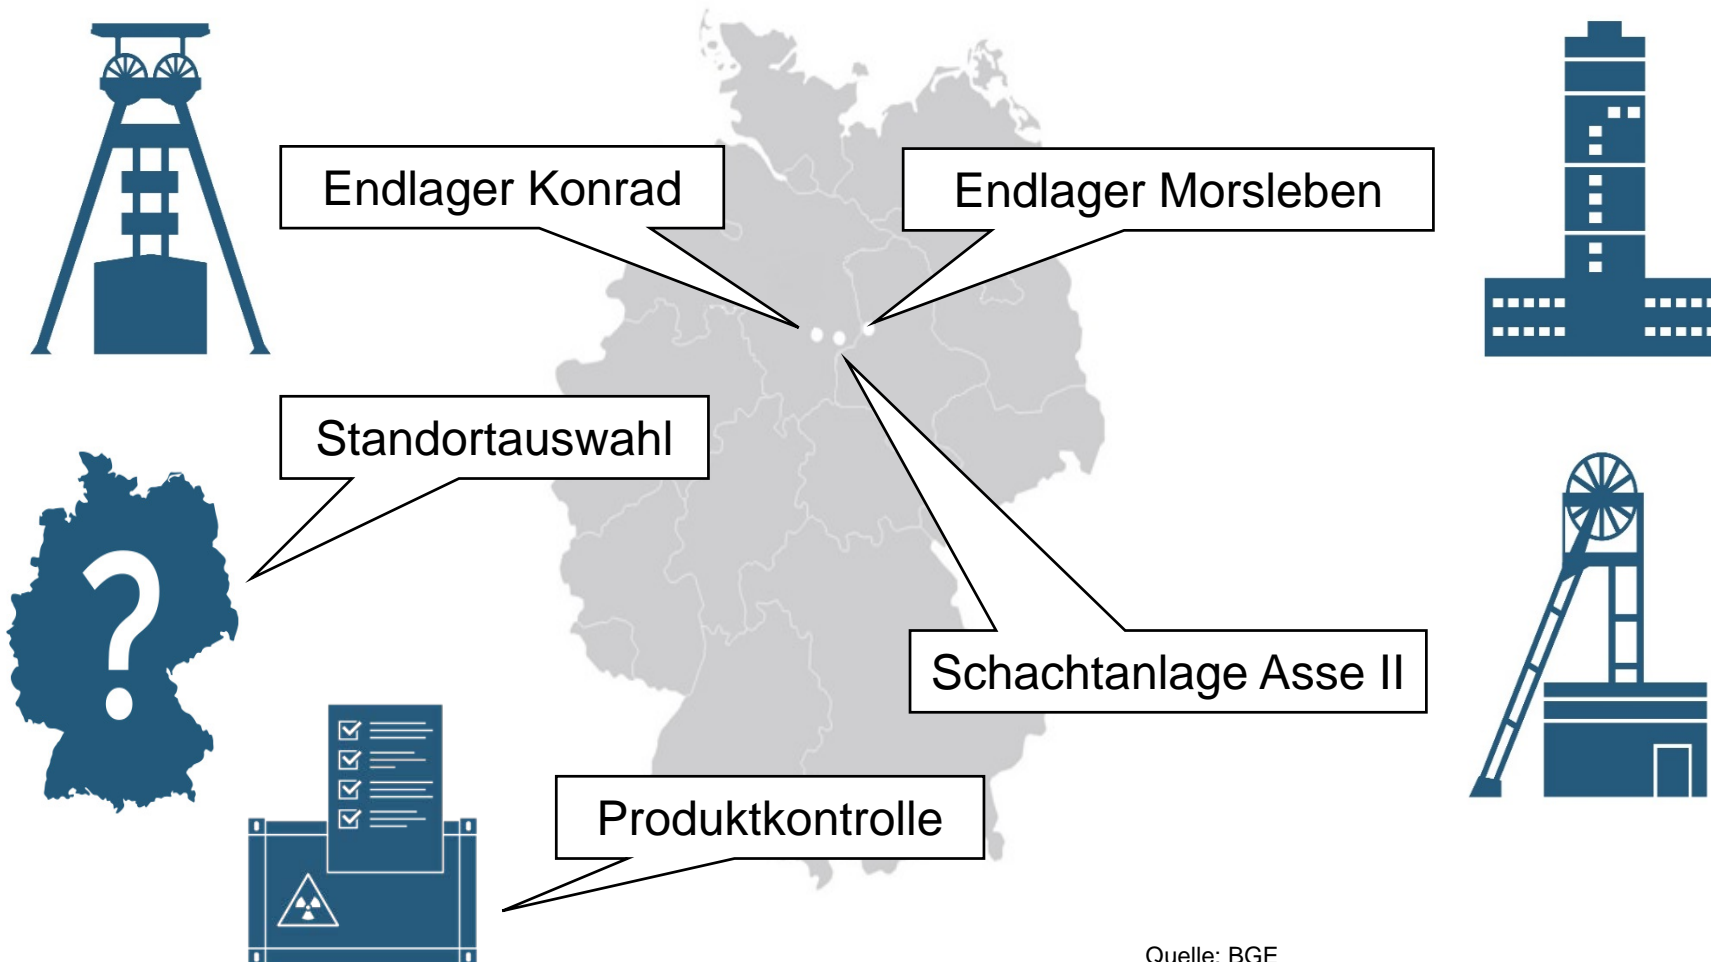 Endlager Konrad
Endlager Morsleben
Standortauswahl
?
Schachtanlage Asse II
Produktkontrolle
Quelle: BGE